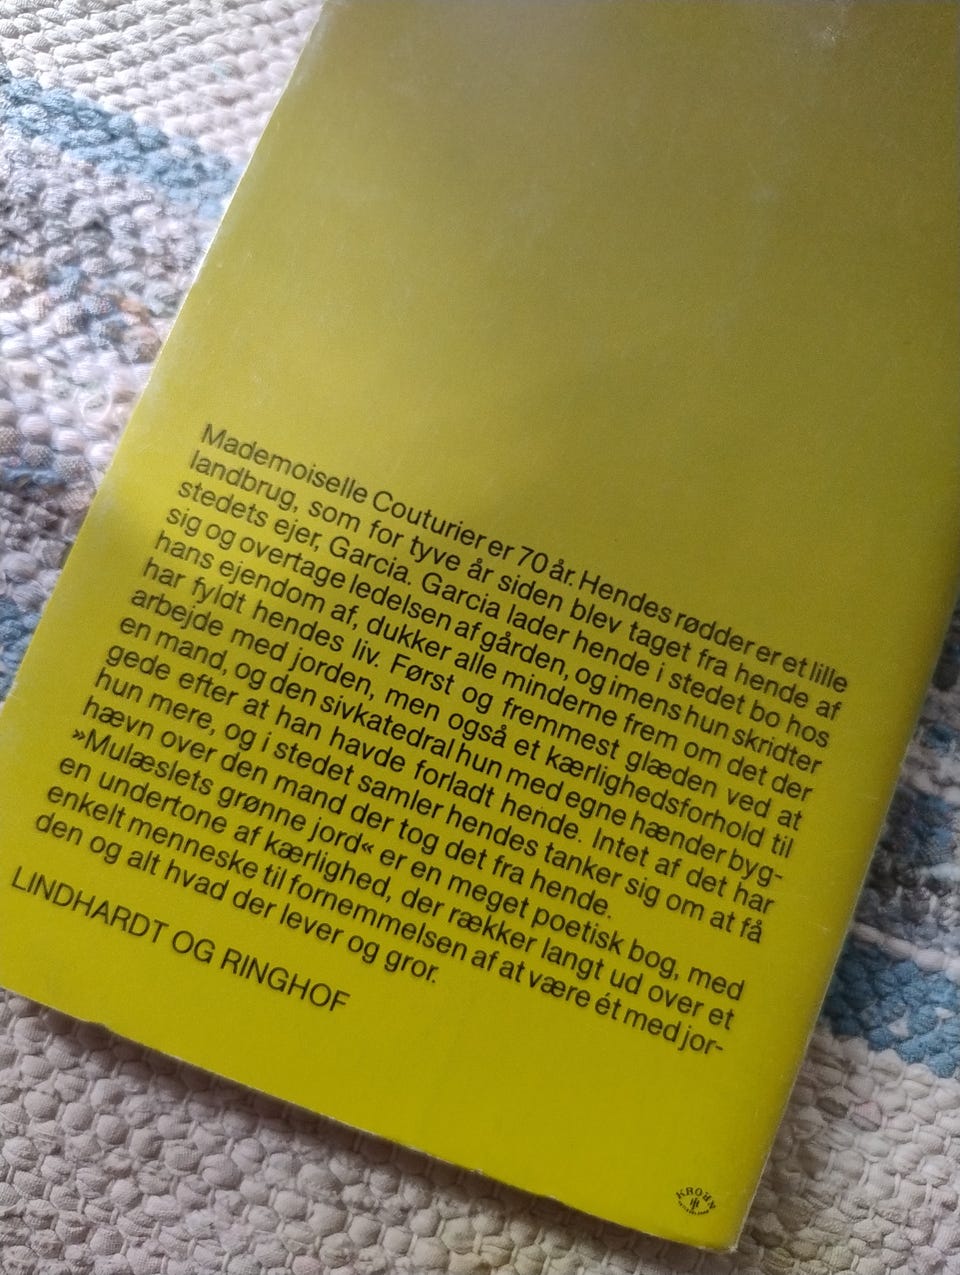 Mademoiselle Couturier er 70 år. Hendes rødder er et lille
landbrug, som for tyve år siden blev taget fra hende af
stedets ejer, Garcia. Garcia lader hende i stedet bo hos
sig og overtage ledelsen af gården, og imens hun skridter
hans ejendom af, dukker alle minderne frem om det der
har fyldt hendes liv. Først og fremmest glæden ved at
arbejde med jorden, men også et kærlighedsforhold til
en mand, og den sivkatedral hun med egne hænder byg-
gede efter at han havde forladt hende. Intet af det har
hun mere, og i stedet samler hendes tanker sig om at få
hævn over den mand der tog det fra hende.
»Mulæslets grønne jord« er en meget poetisk bog, med
en undertone af kærlighed, der rækker langt ud over et
enkelt menneske til fornemmelsen af at være ét med jor-
den og alt hvad der lever og gror.
LINDHARDT OG RINGHOF
KROHN